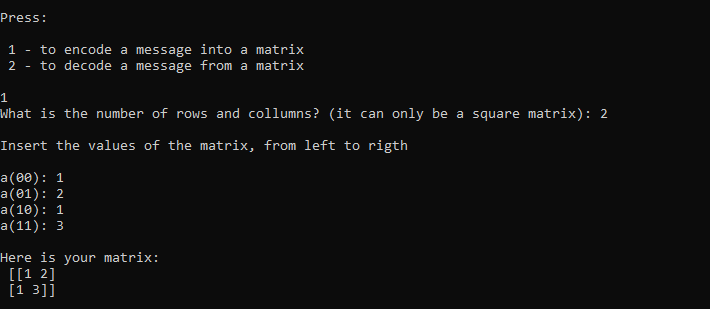 Press:
1 - to encode a message into a matrix
2 - to decode a message from a matrix
1
What is the number of rows and collumns? (it can only be a square matrix): 2
Insert the values of the matrix, from left to rigth
a(00): 1
a(01): 2
a(10): 1
a(11): 3
Here is your matrix:
[[1 2]
[1 3]]